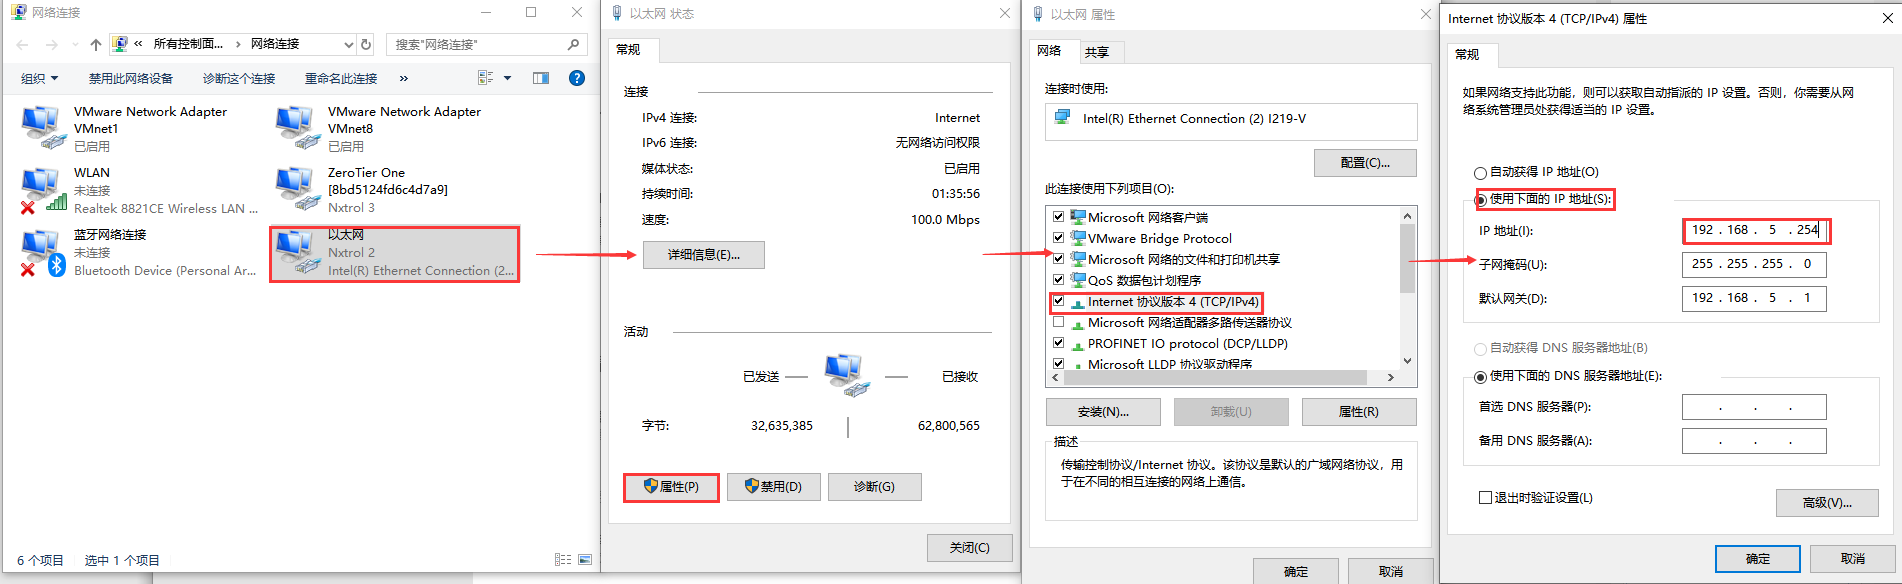 网络连接
« 所有控制面... › 网络连接
搜索"网络连接"
组织 禁用此网络设备 诊断这个连接 重命名此连接 »
VMware Network Adapter
VMnet1
已启用
VMware Network Adapter
VMnet8
已启用
WLAN
未连接
Realtek 8821CE Wireless LAN ...
ZeroTier One
[8bd5124fd6c4d7a9]
Nxtrol 3
蓝牙网络连接
未连接
Bluetooth Device (Personal Ar...
以太网
Nxtrol 2
Intel(R) Ethernet Connection (2...
6 个项目 选中 1 个项目
以太网 状态
常规
连接
IPv4 连接: Internet
IPv6 连接: 无网络访问权限
媒体状态: 已启用
持续时间: 01:35:56
速度: 100.0 Mbps
详细信息(E)...
活动
已发送 已接收
字节: 32,635,385 62,800,565
属性(P) 禁用(D) 诊断(G)
关闭(C)
以太网 属性
网络 共享
连接时使用:
Intel(R) Ethernet Connection (2) I219-V
配置(C)...
此连接使用下列项目(O):
Microsoft 网络客户端
VMware Bridge Protocol
Microsoft 网络的文件和打印机共享
QoS 数据包计划程序
Internet 协议版本 4 (TCP/IPv4)
Microsoft 网络适配器多路传送器协议
PROFINET IO protocol (DCP/LLDP)
Microsoft LLDP 协议驱动程序
安装(N)... 卸载(U) 属性(R)
描述
传输控制协议/Internet 协议。该协议是默认的广域网络协议，用
于在不同的相互连接的网络上通信。
确定 取消
Internet 协议版本 4 (TCP/IPv4) 属性
常规
如果网络支持此功能，则可以获取自动指派的 IP 设置。否则，你需要从网
络系统管理员处获得适当的 IP 设置。
自动获得 IP 地址(O)
使用下面的 IP 地址(S):
IP 地址(I): 192 . 168 . 5 . 254
子网掩码(U): 255 . 255 . 255 . 0
默认网关(D): 192 . 168 . 5 . 1
自动获得 DNS 服务器地址(B)
使用下面的 DNS 服务器地址(E):
首选 DNS 服务器(P): . . .
备用 DNS 服务器(A): . . .
退出时验证设置(L)
高级(V)...
确定 取消